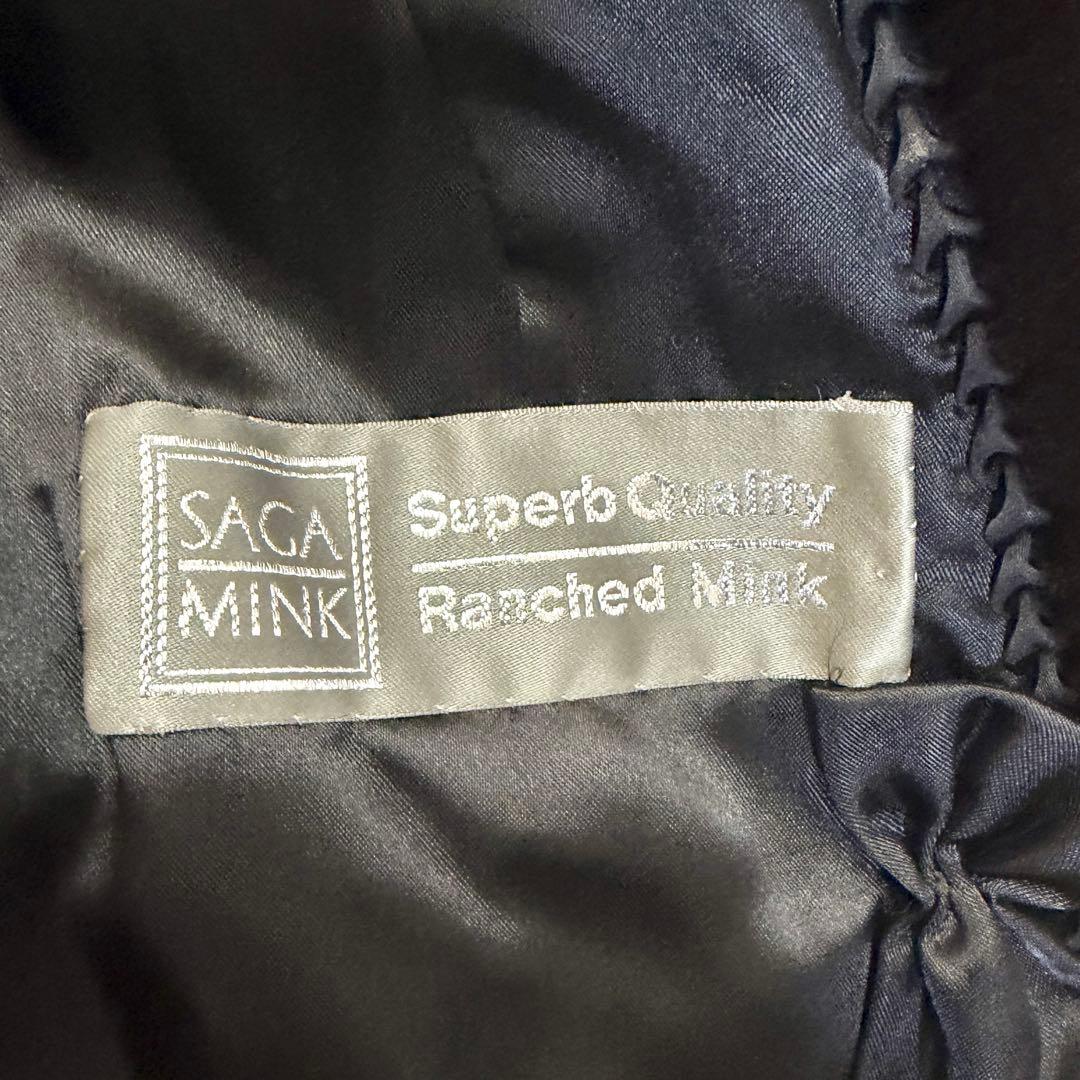 SAGA
MINK
Superb Quality
Ranched Mink